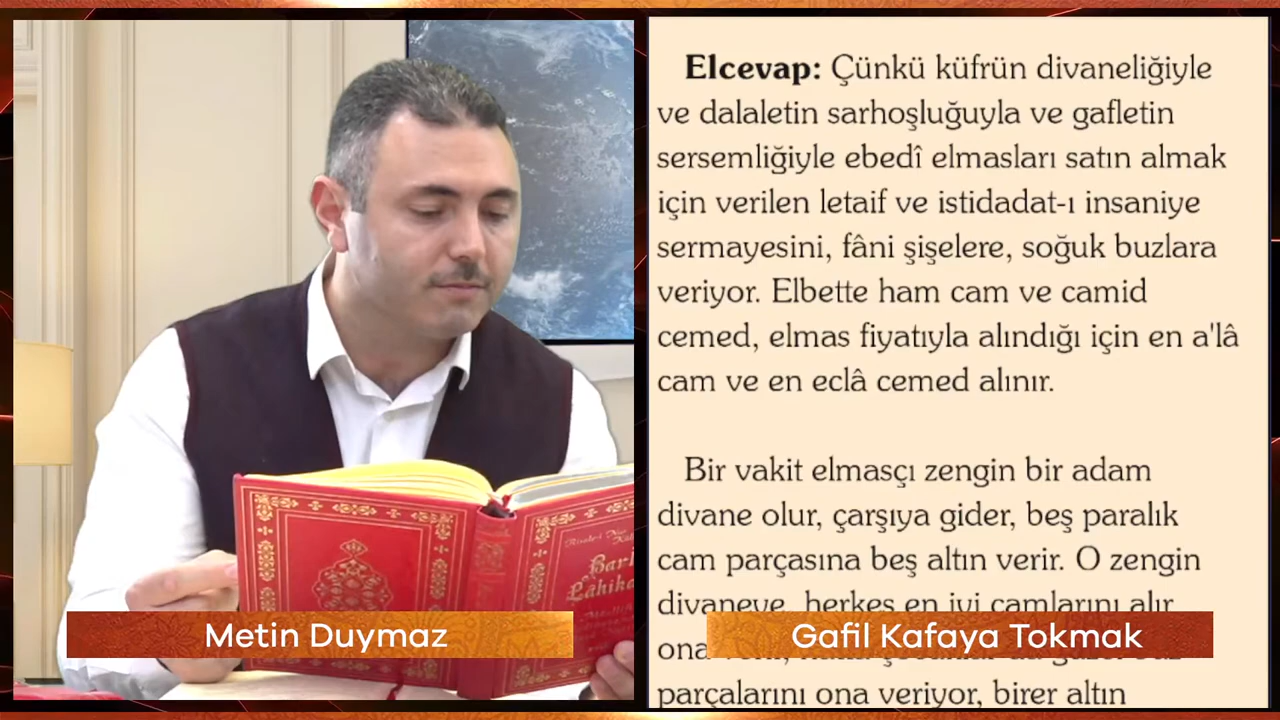 Elcevap: Çünkü küfrün divaneliğiyle
ve dalaletin sarhoşluğuyla ve gafletin
sersemliğiyle ebedî elmasları satın almak
için verilen letaif ve istidadat-ı insaniye
sermayesini, fâni şişelere, soğuk buzlara
veriyor. Elbette ham cam ve camid
cemed, elmas fiyatıyla alındığı için en a'lâ
cam ve en eclâ cemed alınır.
Bir vakit elmasçı zengin bir adam
divane olur, çarşıya gider, beş paralık
cam parçasına beş altın verir. O zengin
divaneye, herkes en iyi camlarını alır
ona
parçalarını ona veriyor, birer altın
Risale-i Nur
Lâhika
Metin Duymaz
Gafil Kafaya Tokmak